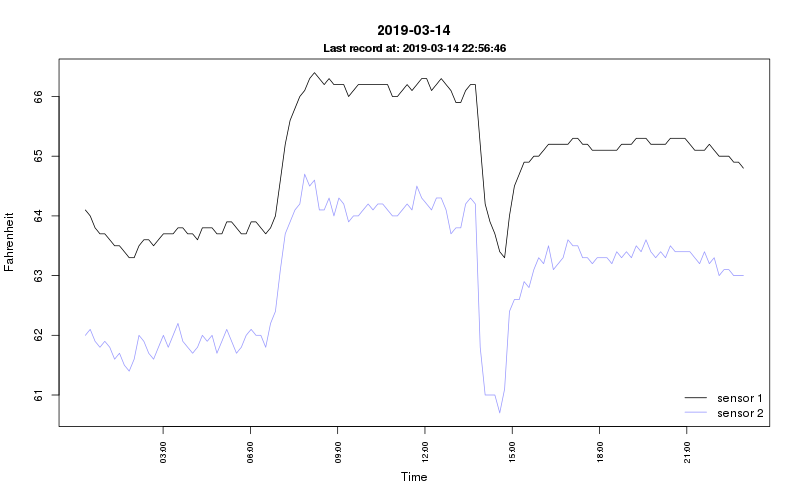 2019-03-14
Last record at: 2019-03-14 22:56:46
Fahrenheit
66
65
64
63
62
61
sensor 1
sensor 2
03:00 06:00 09:00 12:00 15:00 18:00 21:00
Time